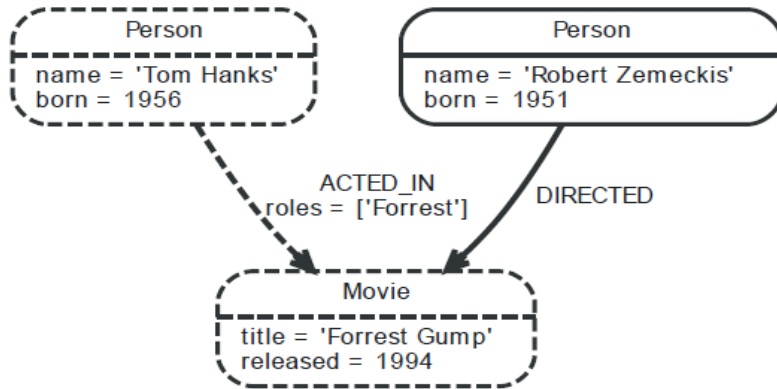 Person
name = 'Tom Hanks'
born = 1956
Person
name = 'Robert Zemeckis'
born = 1951
ACTED_IN
roles = ['Forrest']
DIRECTED
Movie
title = 'Forrest Gump'
released = 1994